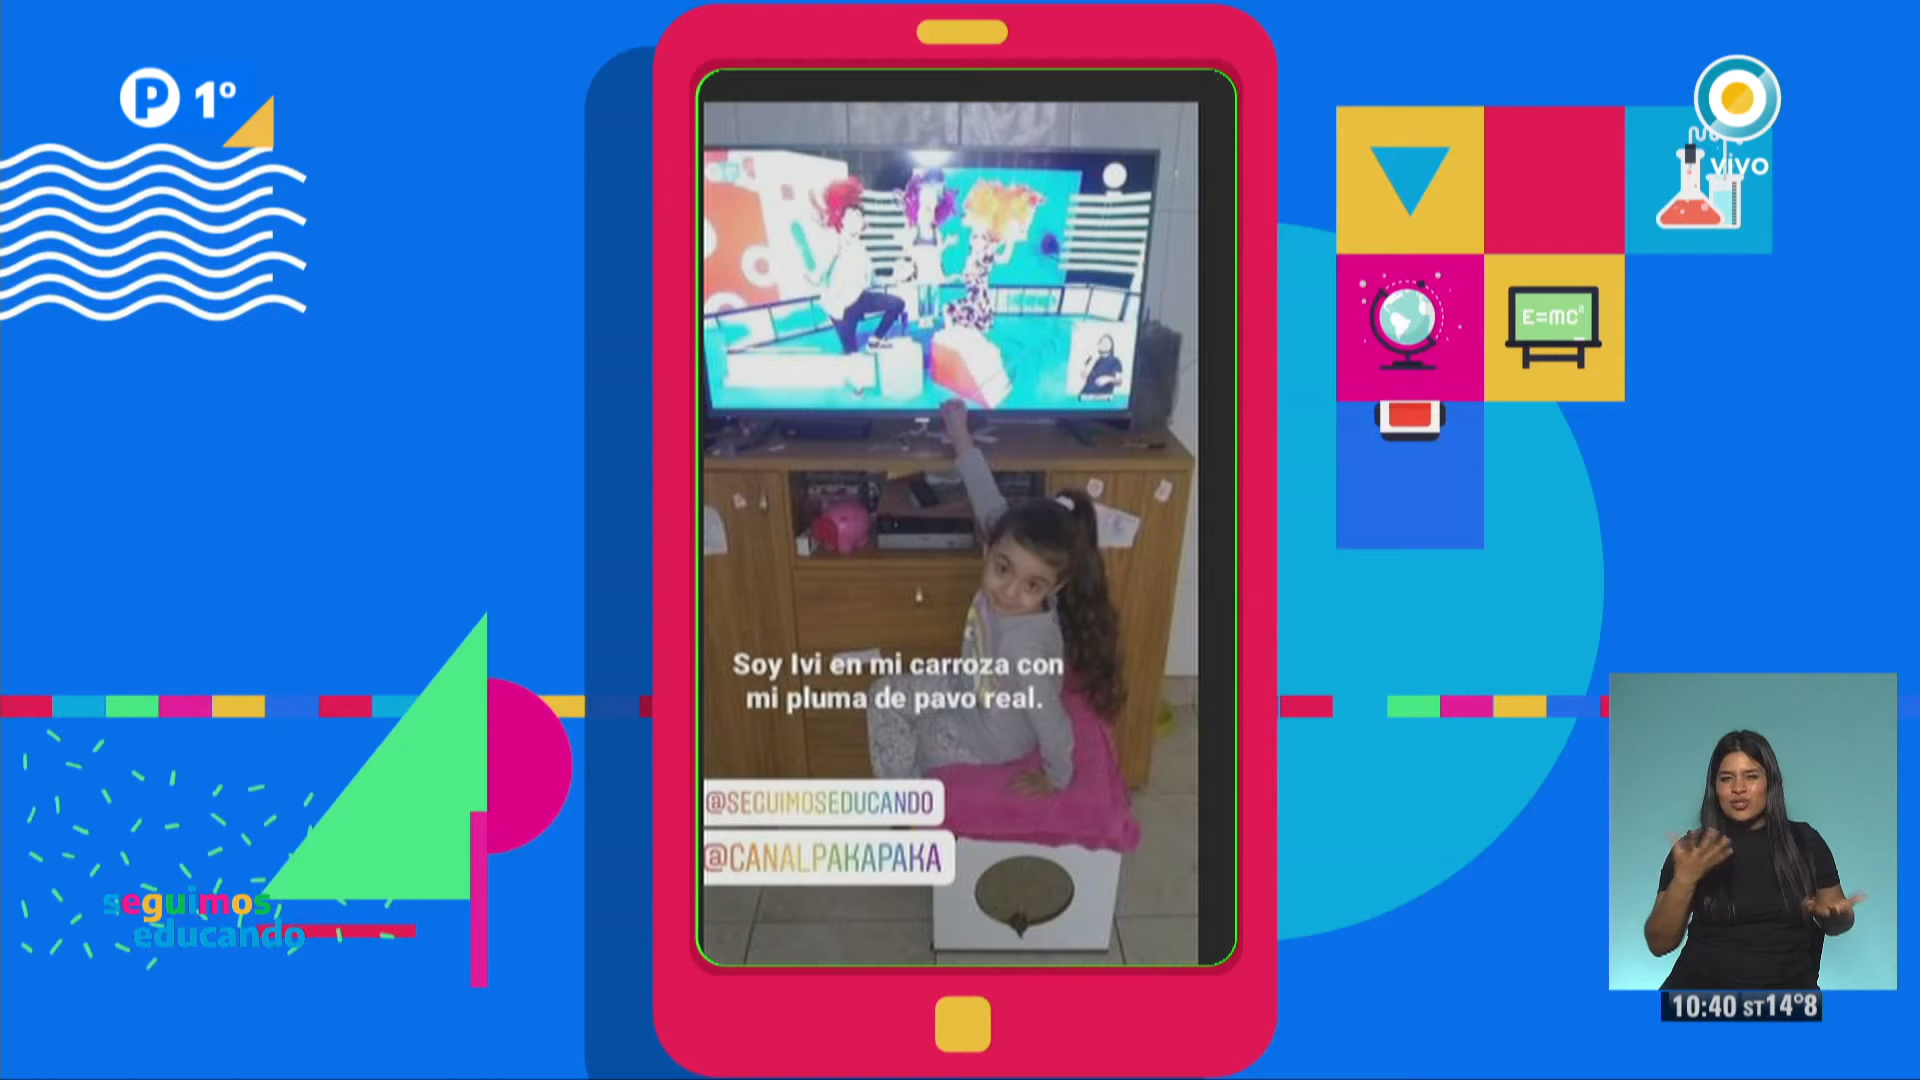 P 1º
vivo
E=MC²
Soy Ivi en mi carroza con
mi pluma de pavo real.
@SEGUIMOSEDUCANDO
@CANALPAKAPAKA
seguimos
educando
10:40 ST14°8